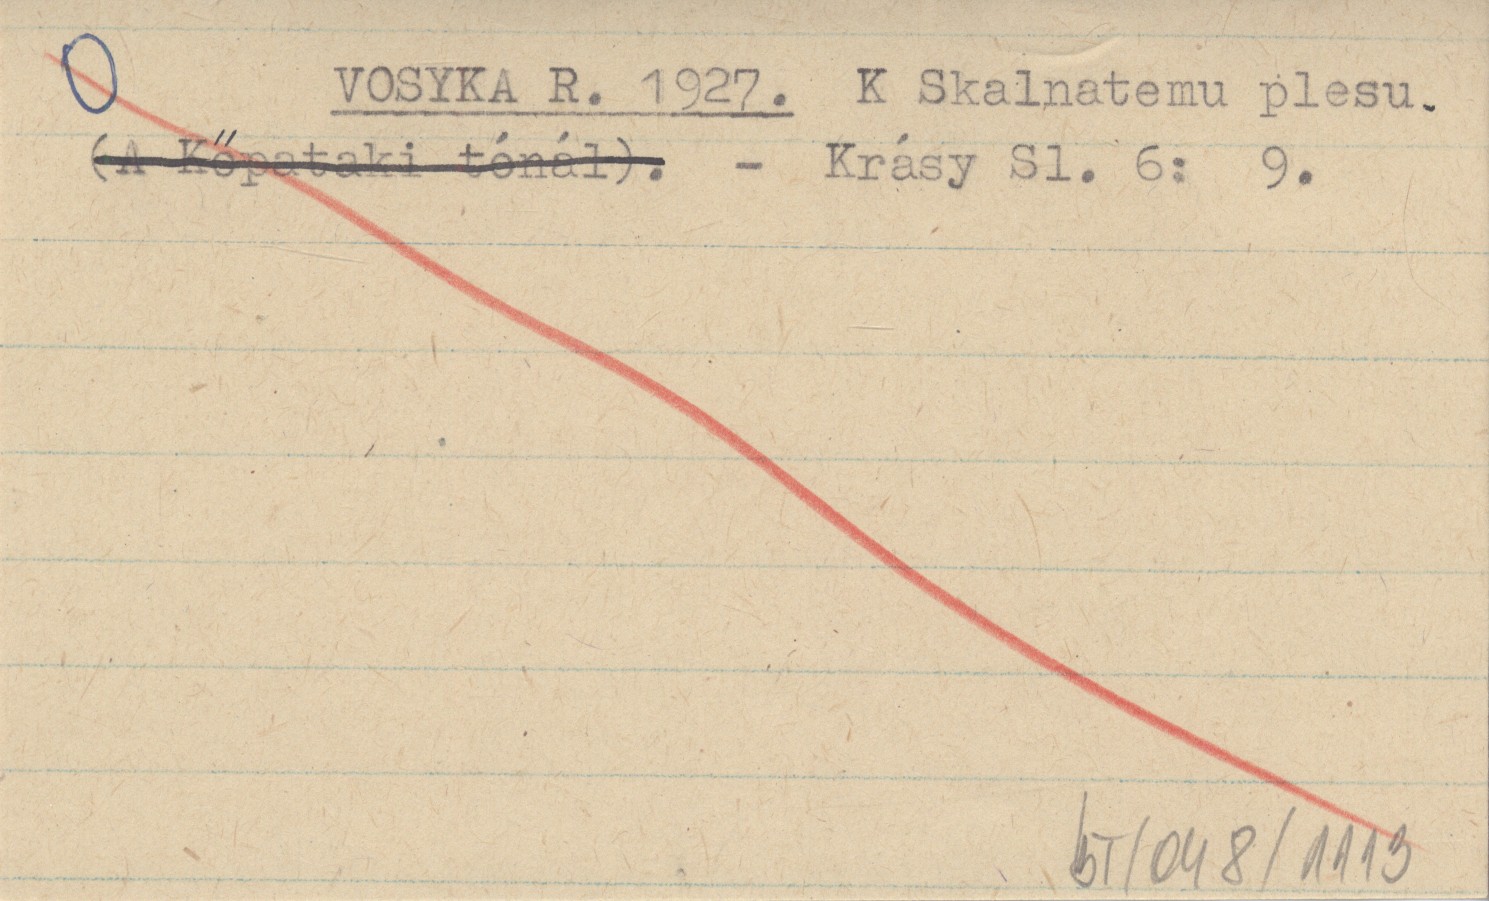 VOSYKA R. 1927. K Skalnatemu plesu.
(A Kőpataki tónál). - Krásy Sl. 6: 9.
bT/048/1113